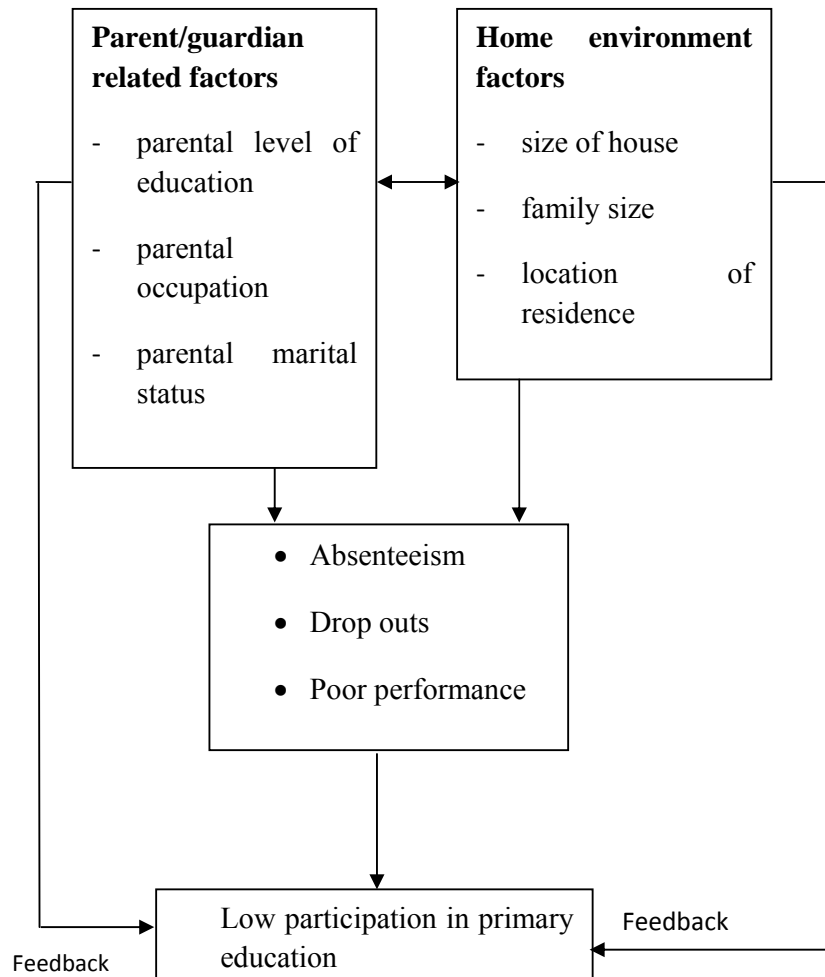 Parent/guardian
related factors
- parental level of
education
- parental
occupation
- parental marital
status
Home environment
factors
- size of house
- family size
- location of
residence
• Absenteeism
• Drop outs
• Poor performance
Low participation in primary
education
Feedback
Feedback